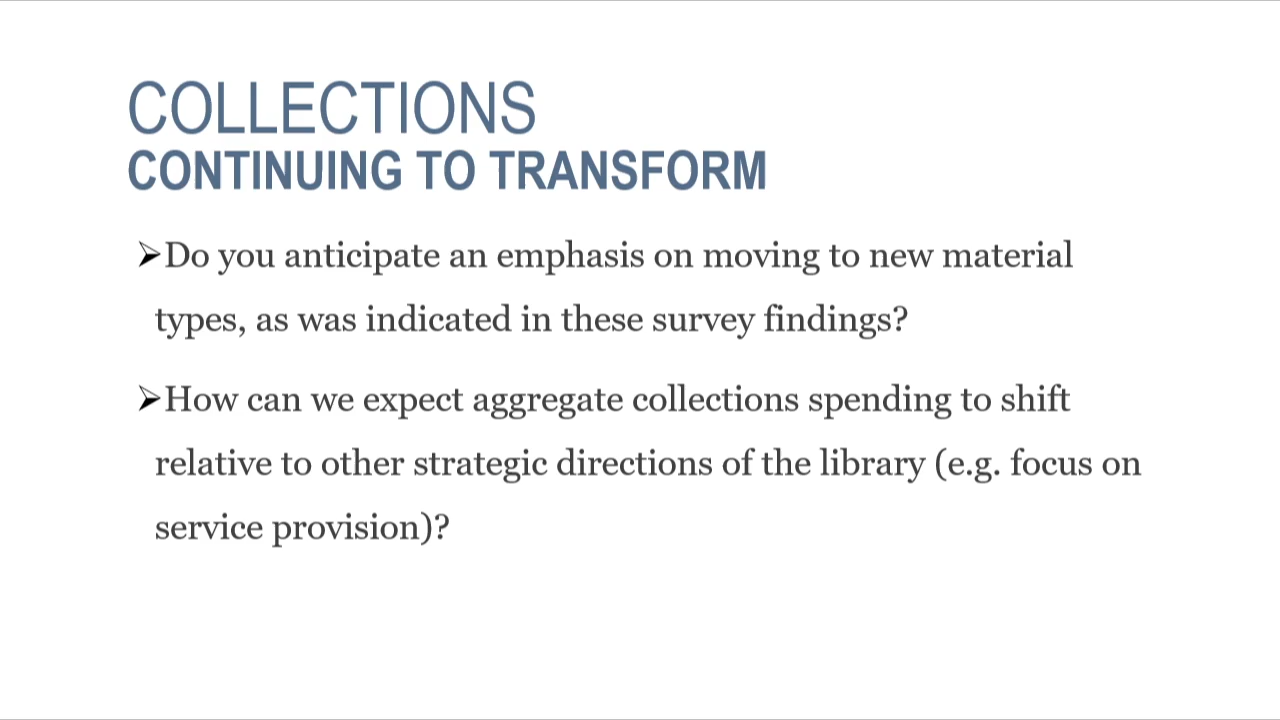 COLLECTIONS
CONTINUING TO TRANSFORM
➢Do you anticipate an emphasis on moving to new material
types, as was indicated in these survey findings?
➢How can we expect aggregate collections spending to shift
relative to other strategic directions of the library (e.g. focus on
service provision)?